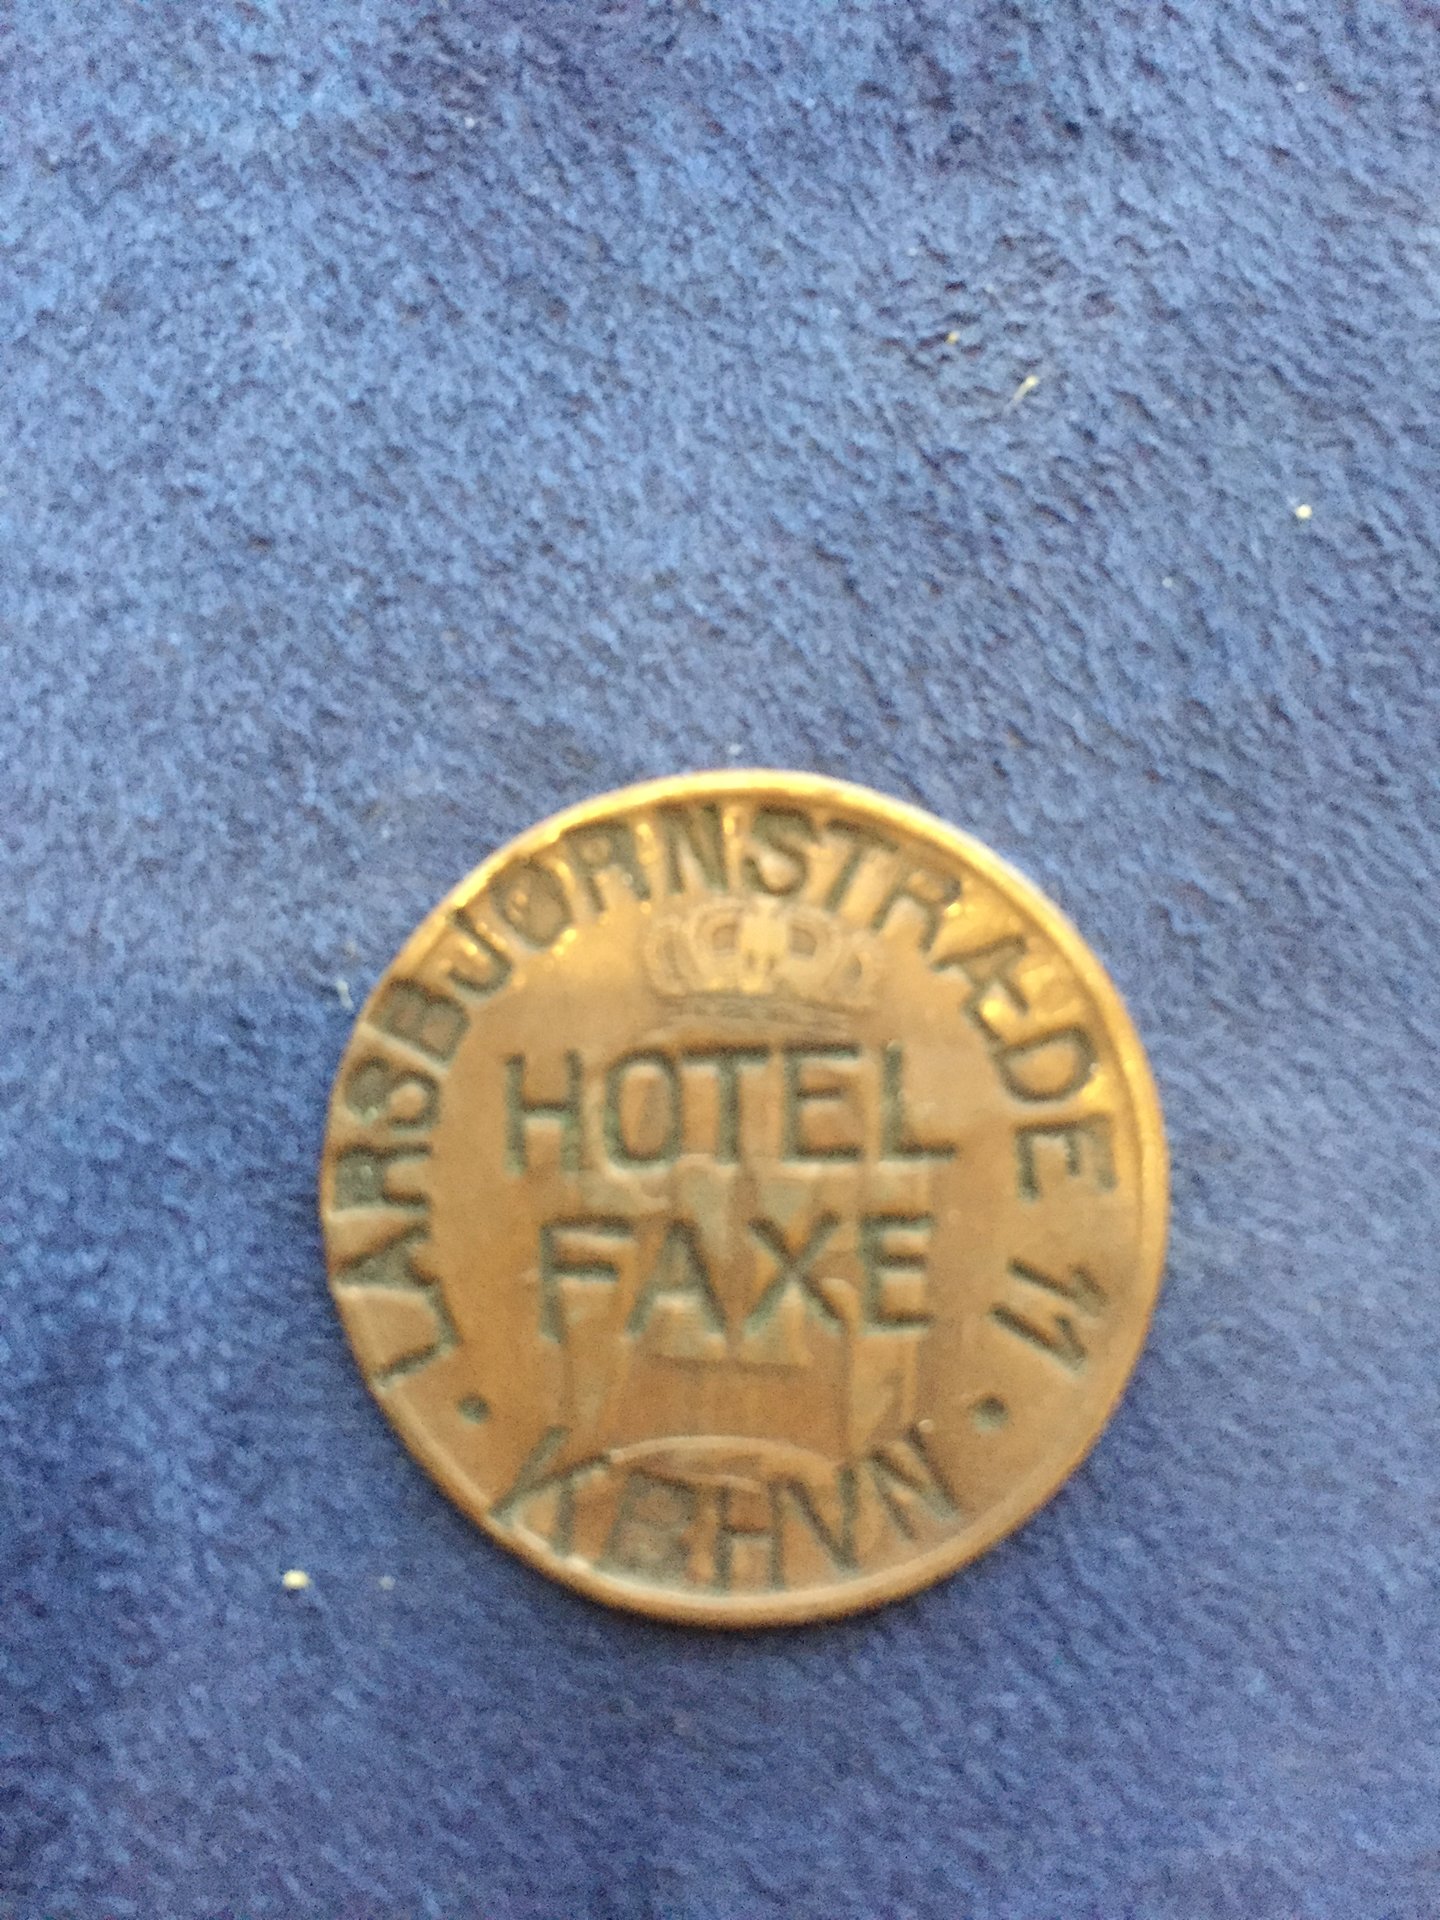 LARSBJØRNSTRÆDE 11
HOTEL
FAXE
• KBHVN •